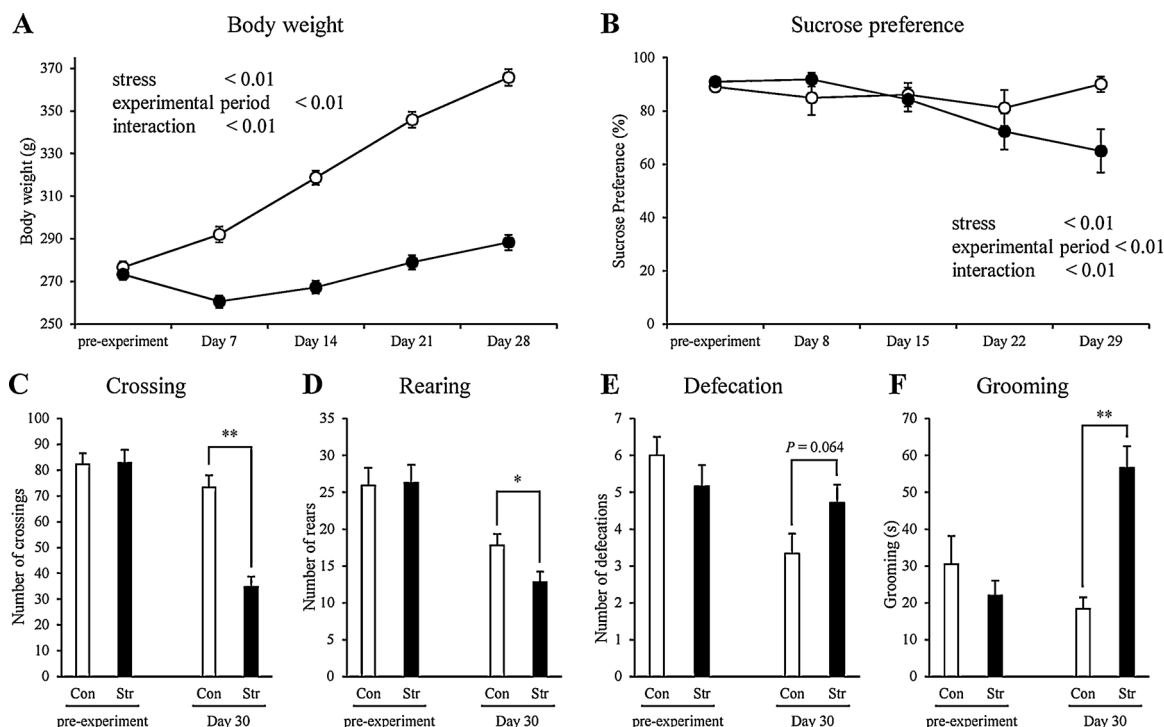 A Body weight
Body weight (g)
370
350
330
310
290
270
250
stress < 0.01
experimental period < 0.01
interaction < 0.01
pre-experiment Day 7 Day 14 Day 21 Day 28
B Sucrose preference
Sucrose Preference (%)
100
80
60
40
20
0
stress < 0.01
experimental period < 0.01
interaction < 0.01
pre-experiment Day 8 Day 15 Day 22 Day 29
C Crossing
Number of crossings
100
90
80
70
60
50
40
30
20
10
0
**
Con Str Con Str
pre-experiment Day 30
D Rearing
Number of rears
35
30
25
20
15
10
5
0
*
Con Str Con Str
pre-experiment Day 30
E Defecation
Number of defecations
7
6
5
4
3
2
1
0
P = 0.064
Con Str Con Str
pre-experiment Day 30
F Grooming
Grooming (s)
70
60
50
40
30
20
10
0
**
Con Str Con Str
pre-experiment Day 30